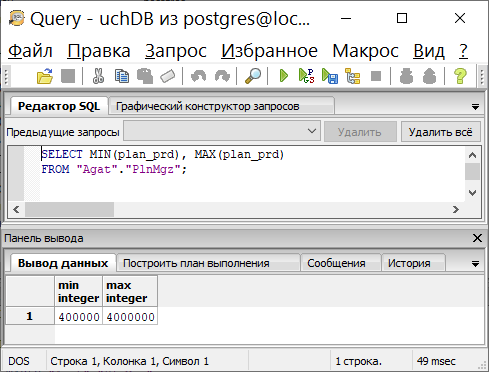 Query - uchDB из postgres@loc...
Файл Правка Запрос Избранное Макрос Вид ?
Редактор SQL Графический конструктор запросов
Предыдущие запросы Удалить Удалить всё
SELECT MIN(plan_prd), MAX(plan_prd)
FROM "Agat"."PlnMgz";
Панель вывода
Вывод данных Построить план выполнения Сообщения История
min max
integer integer
1 400000 4000000
DOS Строка 1, Колонка 1, Символ 1 1 строка. 49 msec